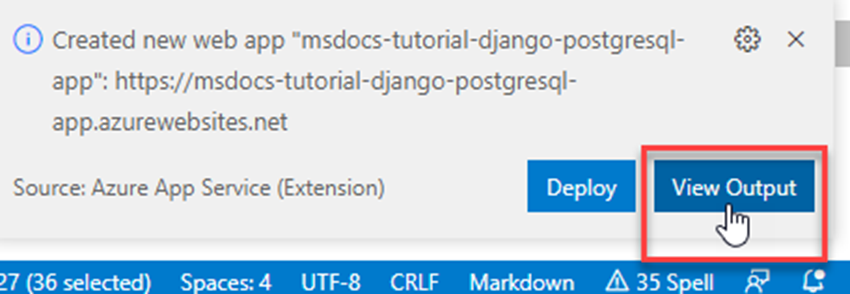 Created new web app "msdocs-tutorial-django-postgresql-
app": https://msdocs-tutorial-django-postgresql-
app.azurewebsites.net
Source: Azure App Service (Extension) Deploy View Output
27 (36 selected) Spaces: 4 UTF-8 CRLF Markdown 35 Spell